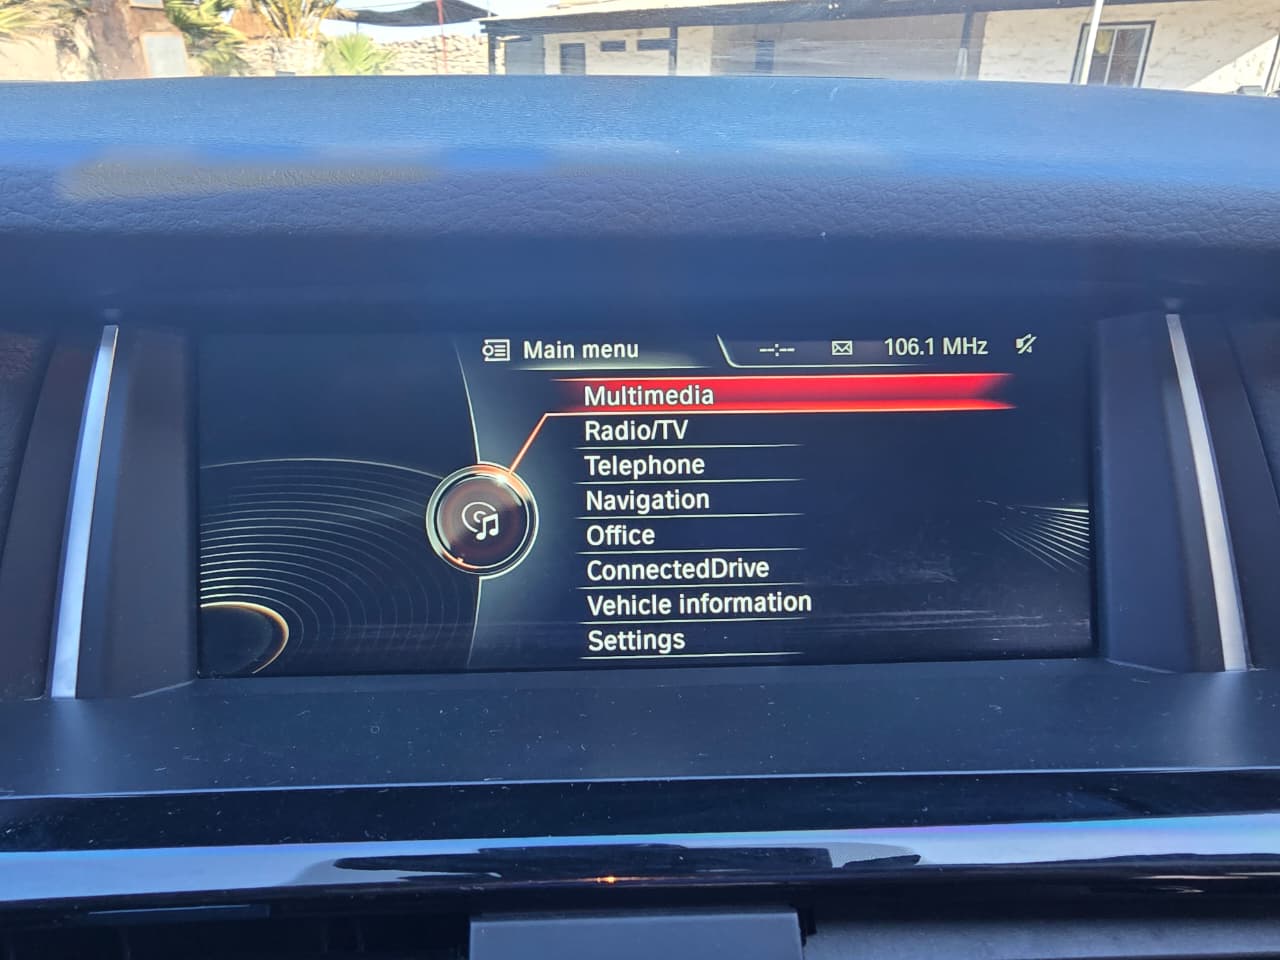 Main menu --:-- 106.1 MHz
Multimedia
Radio/TV
Telephone
Navigation
Office
ConnectedDrive
Vehicle information
Settings